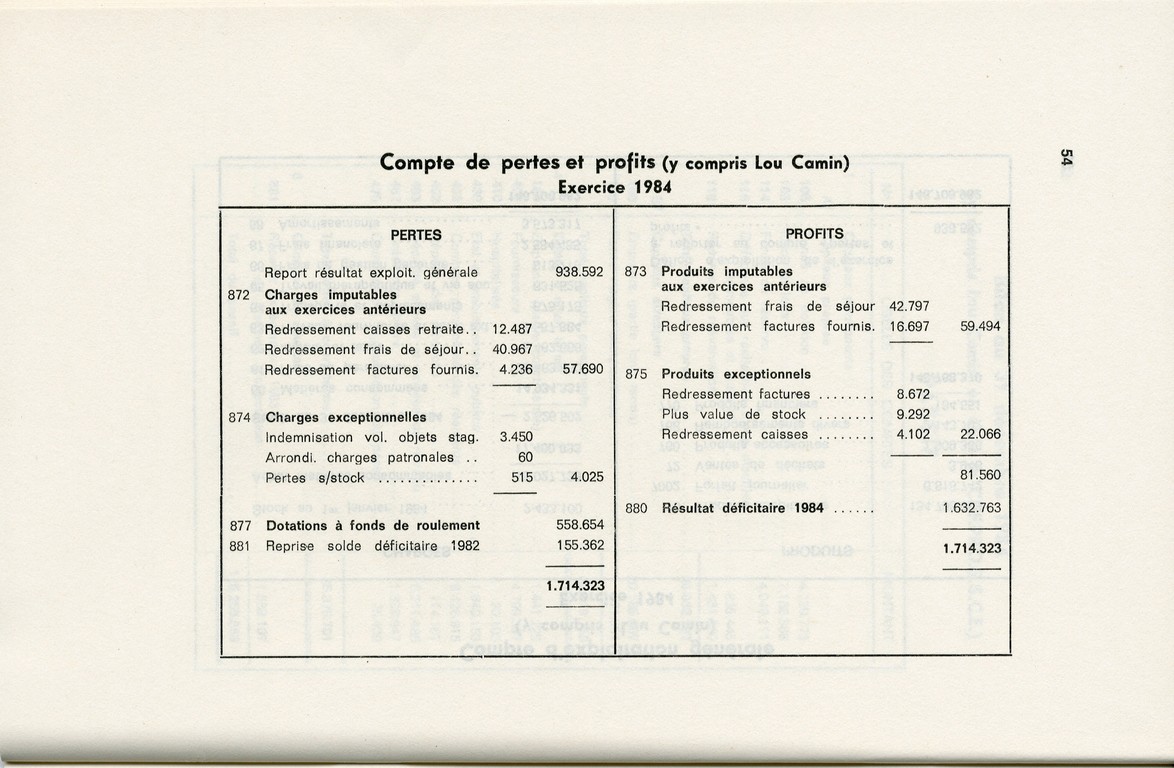 54
Compte de pertes et profits (y compris Lou Camin)
Exercice 1984
PERTES
Report résultat exploit. générale 938.592
872 Charges imputables
aux exercices antérieurs
Redressement caisses retraite.. 12.487
Redressement frais de séjour.. 40.967
Redressement factures fournis. 4.236 57.690
874 Charges exceptionnelles
Indemnisation vol. objets stag. 3.450
Arrondi. charges patronales .. 60
Pertes s/stock .............. 515 4.025
877 Dotations à fonds de roulement 558.654
881 Reprise solde déficitaire 1982 155.362
1.714.323
PROFITS
873 Produits imputables
aux exercices antérieurs
Redressement frais de séjour 42.797
Redressement factures fournis. 16.697 59.494
875 Produits exceptionnels
Redressement factures ........ 8.672
Plus value de stock ........ 9.292
Redressement caisses ........ 4.102 22.066
81.560
880 Résultat déficitaire 1984 ...... 1.632.763
1.714.323